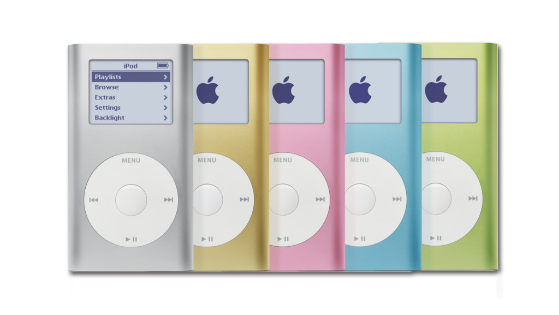 iPod
Playlists
Browse
Extras
Settings
Backlight
MENU
MENU
MENU
MENU
MENU